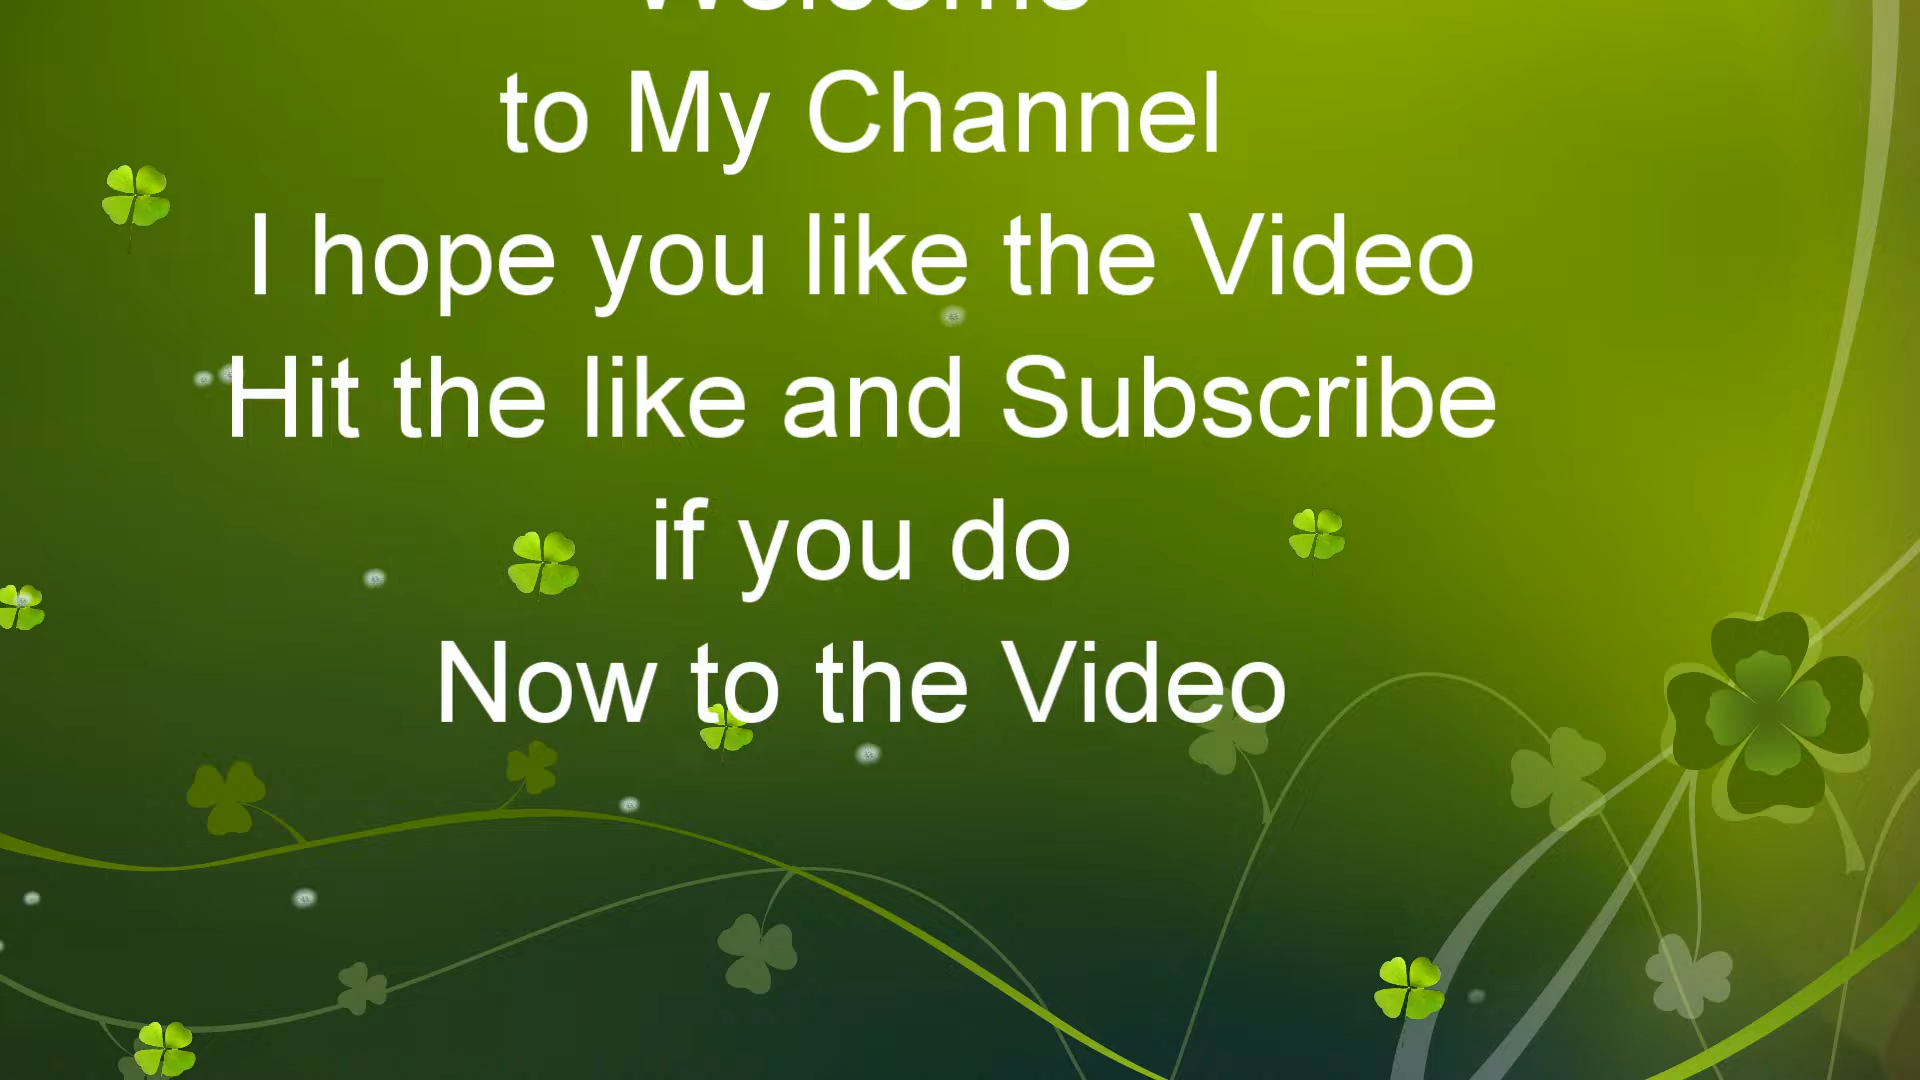 Welcome
to My Channel
I hope you like the Video
Hit the like and Subscribe
if you do
Now to the Video